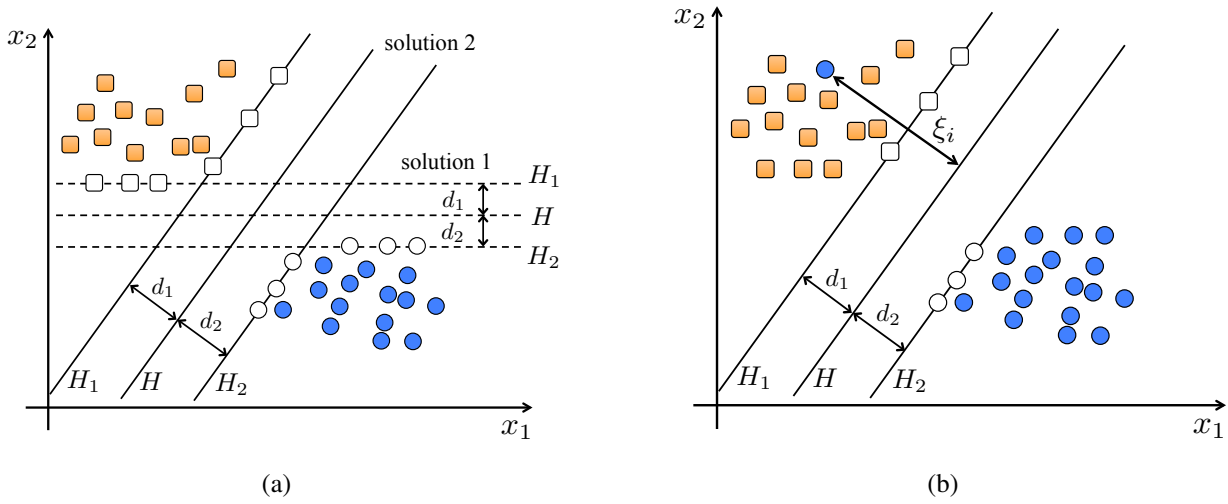 x₂
solution 2
solution 1
H₁
d₁
H
d₂
H₂
d₁
d₂
H₁
H
H₂
x₁
(a)
x₂
ξᵢ
d₁
d₂
H₁
H
H₂
x₁
(b)